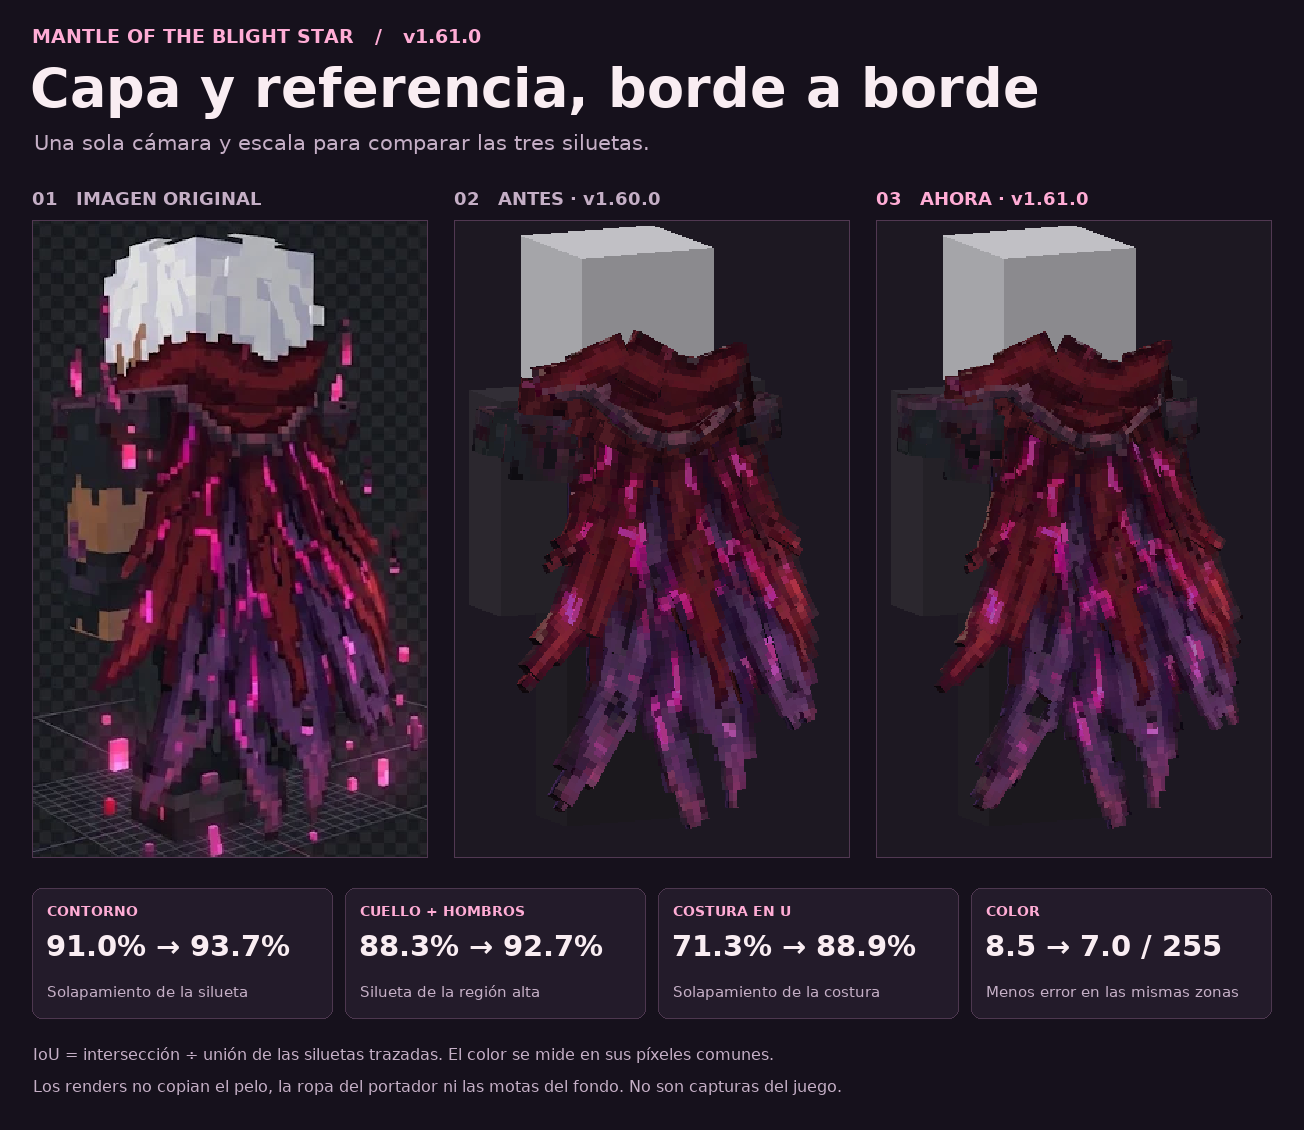 MANTLE OF THE BLIGHT STAR / v1.61.0
Capa y referencia, borde a borde
Una sola cámara y escala para comparar las tres siluetas.
01 IMAGEN ORIGINAL
02 ANTES · v1.60.0
03 AHORA · v1.61.0
CONTORNO
91.0% → 93.7%
Solapamiento de la silueta
CUELLO + HOMBROS
88.3% → 92.7%
Silueta de la región alta
COSTURA EN U
71.3% → 88.9%
Solapamiento de la costura
COLOR
8.5 → 7.0 / 255
Menos error en las mismas zonas
IoU = intersección ÷ unión de las siluetas trazadas. El color se mide en sus píxeles comunes.
Los renders no copian el pelo, la ropa del portador ni las motas del fondo. No son capturas del juego.